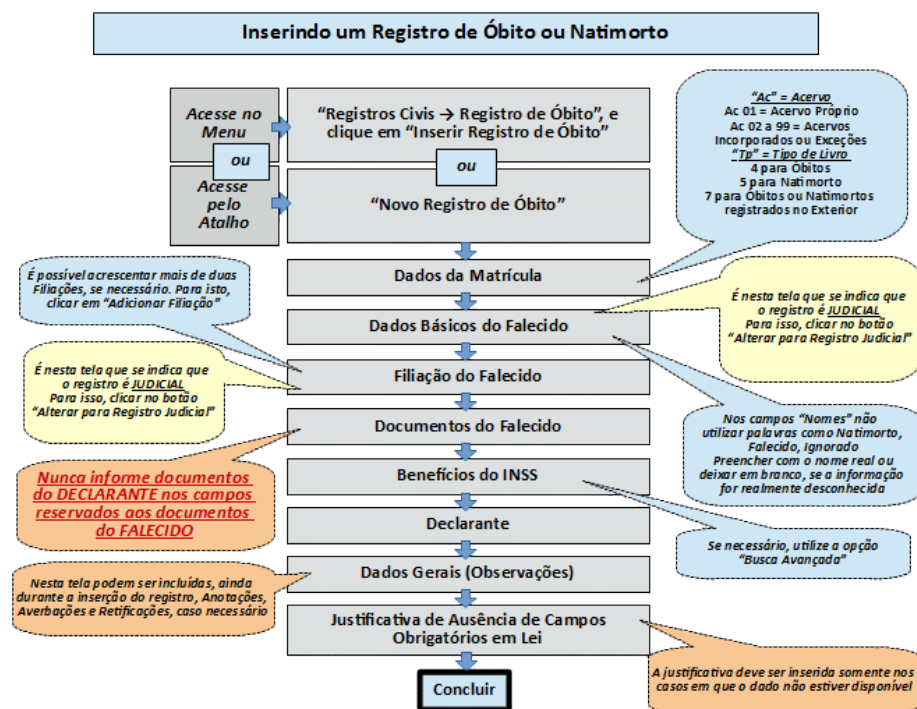 Inserindo um Registro de Óbito ou Natimorto
Acesse no
Menu
ou
Acesse
pelo
Atalho
“Registros Civis → Registro de Óbito”, e
clique em “Inserir Registro de Óbito”
ou
“Novo Registro de Óbito”
“Ac” = Acervo
Ac 01 = Acervo Próprio
Ac 02 a 99 = Acervos
Incorporados ou Exceções
“Tp” = Tipo de Livro
4 para Óbitos
5 para Natimorto
7 para Óbitos ou Natimortos
registrados no Exterior
Dados da Matrícula
É possível acrescentar mais de duas
Filiações, se necessário. Para isto,
clicar em “Adicionar Filiação”
É nesta tela que se indica que
o registro é JUDICIAL
Para isso, clicar no botão
“Alterar para Registro Judicial”
Dados Básicos do Falecido
É nesta tela que se indica que
o registro é JUDICIAL
Para isso, clicar no botão
“Alterar para Registro Judicial”
Filiação do Falecido
Nos campos “Nomes” não
utilizar palavras como Natimorto,
Falecido, Ignorado
Preencher com o nome real ou
deixar em branco, se a informação
for realmente desconhecida
Documentos do Falecido
Nunca informe documentos
do DECLARANTE nos campos
reservados aos documentos
do FALECIDO
Benefícios do INSS
Declarante
Se necessário, utilize a opção
“Busca Avançada”
Nesta tela podem ser incluídas, ainda
durante a inserção do registro, Anotações,
Averbações e Retificações, caso necessário
Dados Gerais (Observações)
Justificativa de Ausência de Campos
Obrigatórios em Lei
A justificativa deve ser inserida somente nos
casos em que o dado não estiver disponível
Concluir